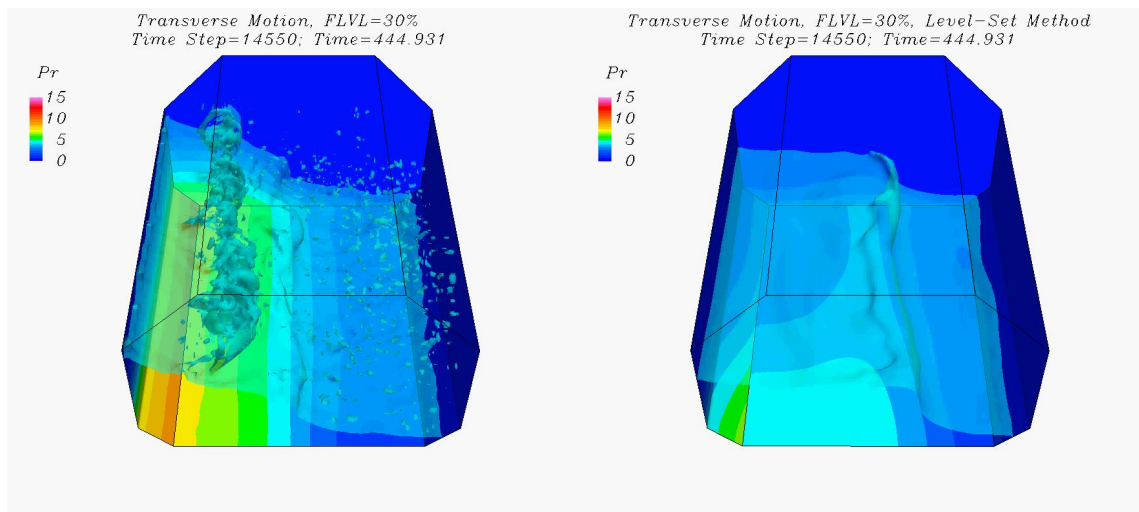 Transverse Motion, FLVL=30%
Time Step=14550; Time=444.931
Pr
15
10
5
0
Transverse Motion, FLVL=30%, Level-Set Method
Time Step=14550; Time=444.931
Pr
15
10
5
0